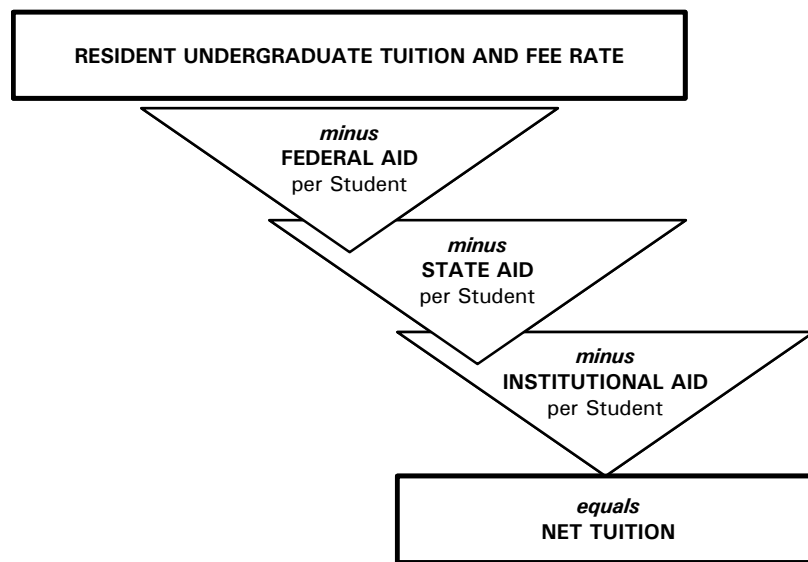 RESIDENT UNDERGRADUATE TUITION AND FEE RATE
minus
FEDERAL AID
per Student
minus
STATE AID
per Student
minus
INSTITUTIONAL AID
per Student
equals
NET TUITION